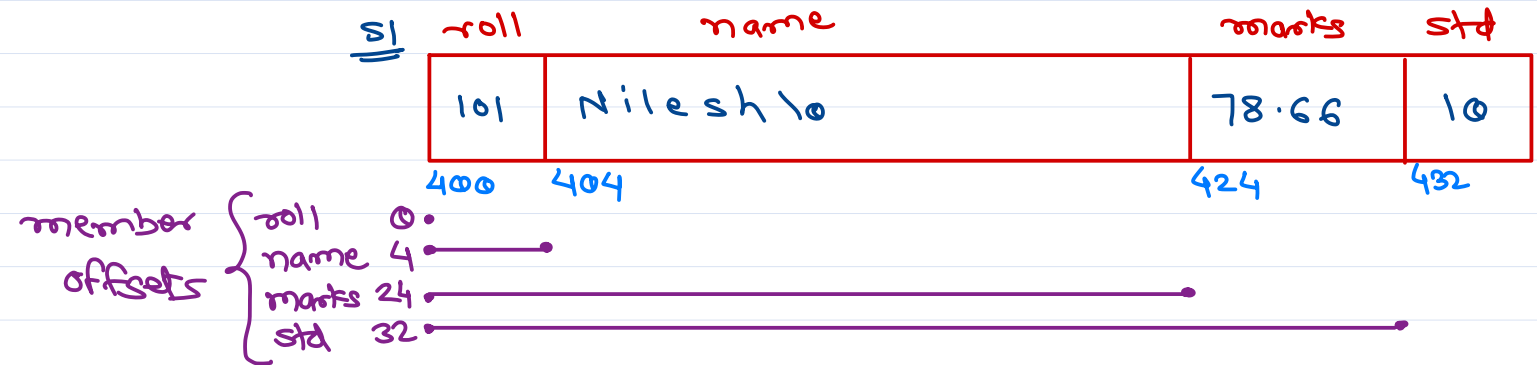 s1 roll name marks std
101 Nilesh\0 78.66 10
400 404 424 432
member offsets
roll 0
name 4
marks 24
std 32